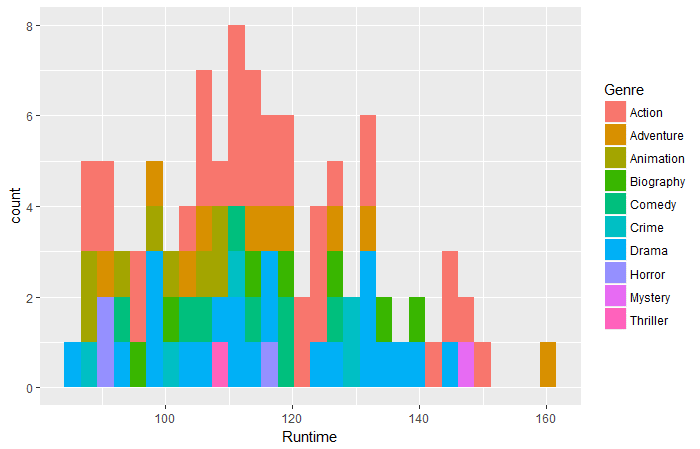 8
6
4
2
0
count
100
120
140
160
Runtime
Genre
Action
Adventure
Animation
Biography
Comedy
Crime
Drama
Horror
Mystery
Thriller